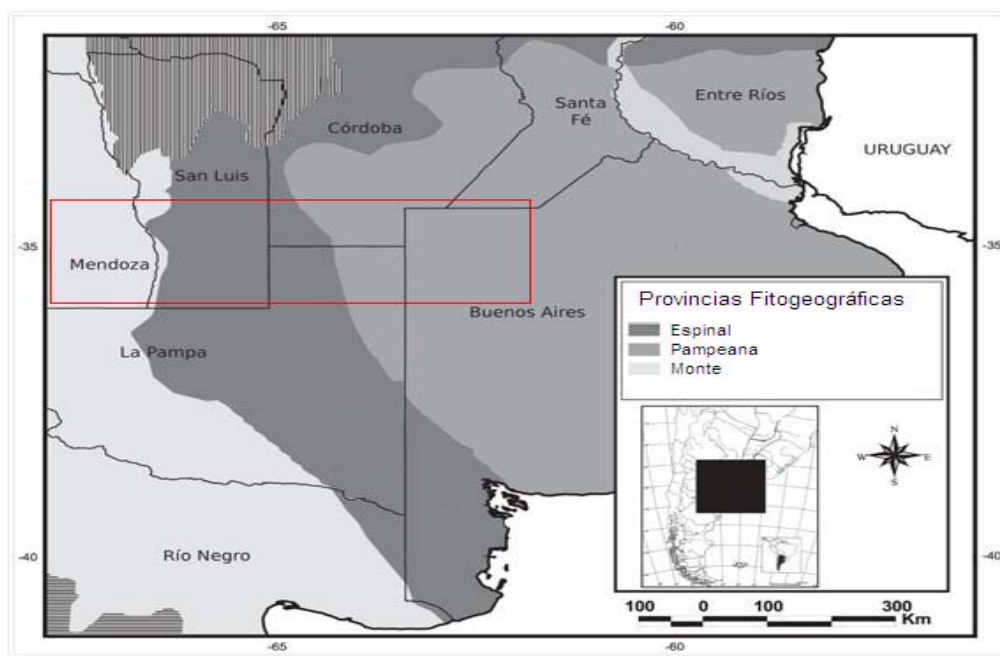 -65
-60
Santa
Fé
Entre Ríos
Córdoba
URUGUAY
San Luis
-35
-35
Mendoza
Buenos Aires
La Pampa
Provincias Fitogeográficas
Espinal
Pampeana
Monte
N
W
E
S
Río Negro
-40
-40
100
0
100
300
Km
-65
-60